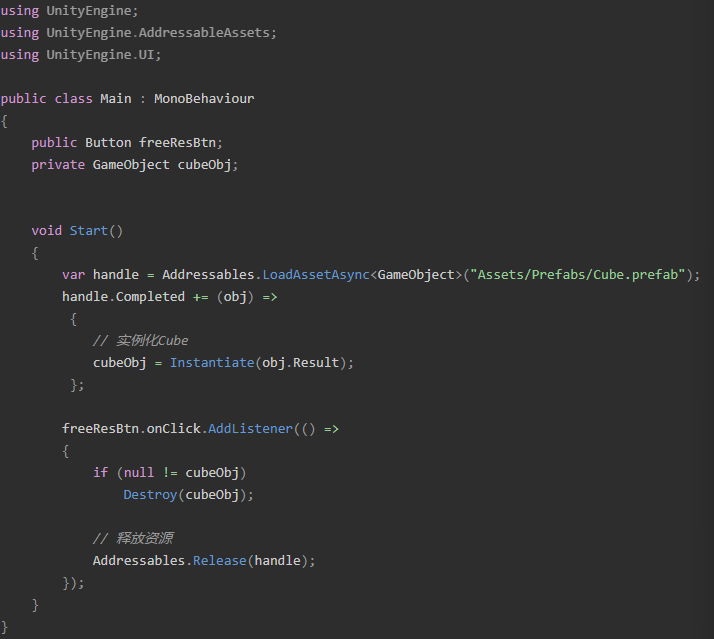 using UnityEngine;
using UnityEngine.AddressableAssets;
using UnityEngine.UI;
public class Main : MonoBehaviour
{
public Button freeResBtn;
private GameObject cubeObj;
void Start()
{
var handle = Addressables.LoadAssetAsync<GameObject>("Assets/Prefabs/Cube.prefab");
handle.Completed += (obj) =>
{
// 实例化Cube
cubeObj = Instantiate(obj.Result);
};
freeResBtn.onClick.AddListener(() =>
{
if (null != cubeObj)
Destroy(cubeObj);
// 释放资源
Addressables.Release(handle);
});
}
}